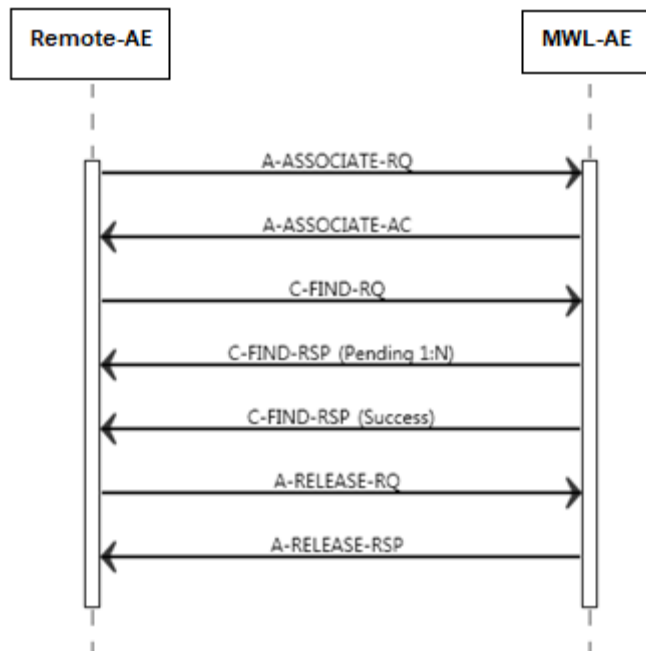 Remote-AE
MWL-AE
A-ASSOCIATE-RQ
A-ASSOCIATE-AC
C-FIND-RQ
C-FIND-RSP (Pending 1:N)
C-FIND-RSP (Success)
A-RELEASE-RQ
A-RELEASE-RSP